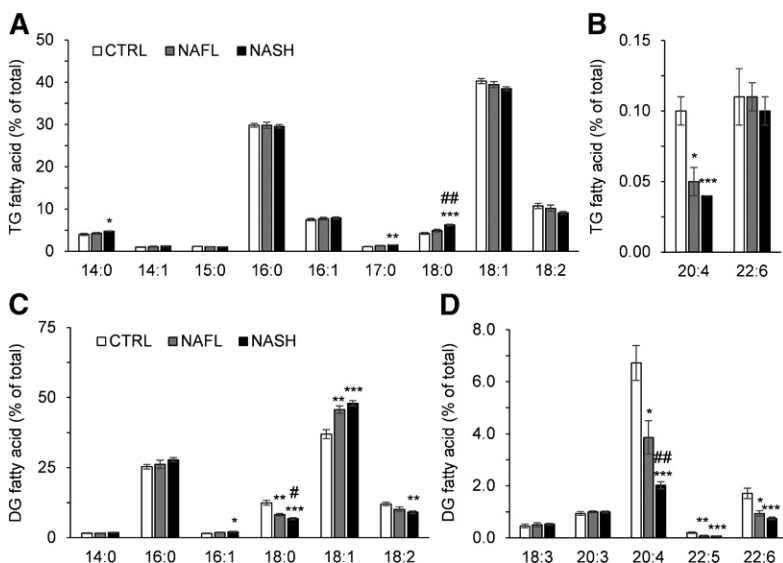 A
TG fatty acid (% of total)
50
40
30
20
10
0
CTRL NAFL NASH
*
**
##
***
14:0 14:1 15:0 16:0 16:1 17:0 18:0 18:1 18:2
B
TG fatty acid (% of total)
0.15
0.10
0.05
0.00
*
***
20:4 22:6
C
DG fatty acid (% of total)
75
50
25
0
CTRL NAFL NASH
*
**
#
***
** ***
**
14:0 16:0 16:1 18:0 18:1 18:2
D
DG fatty acid (% of total)
8.0
6.0
4.0
2.0
0.0
*
##
***
** ***
* ***
18:3 20:3 20:4 22:5 22:6